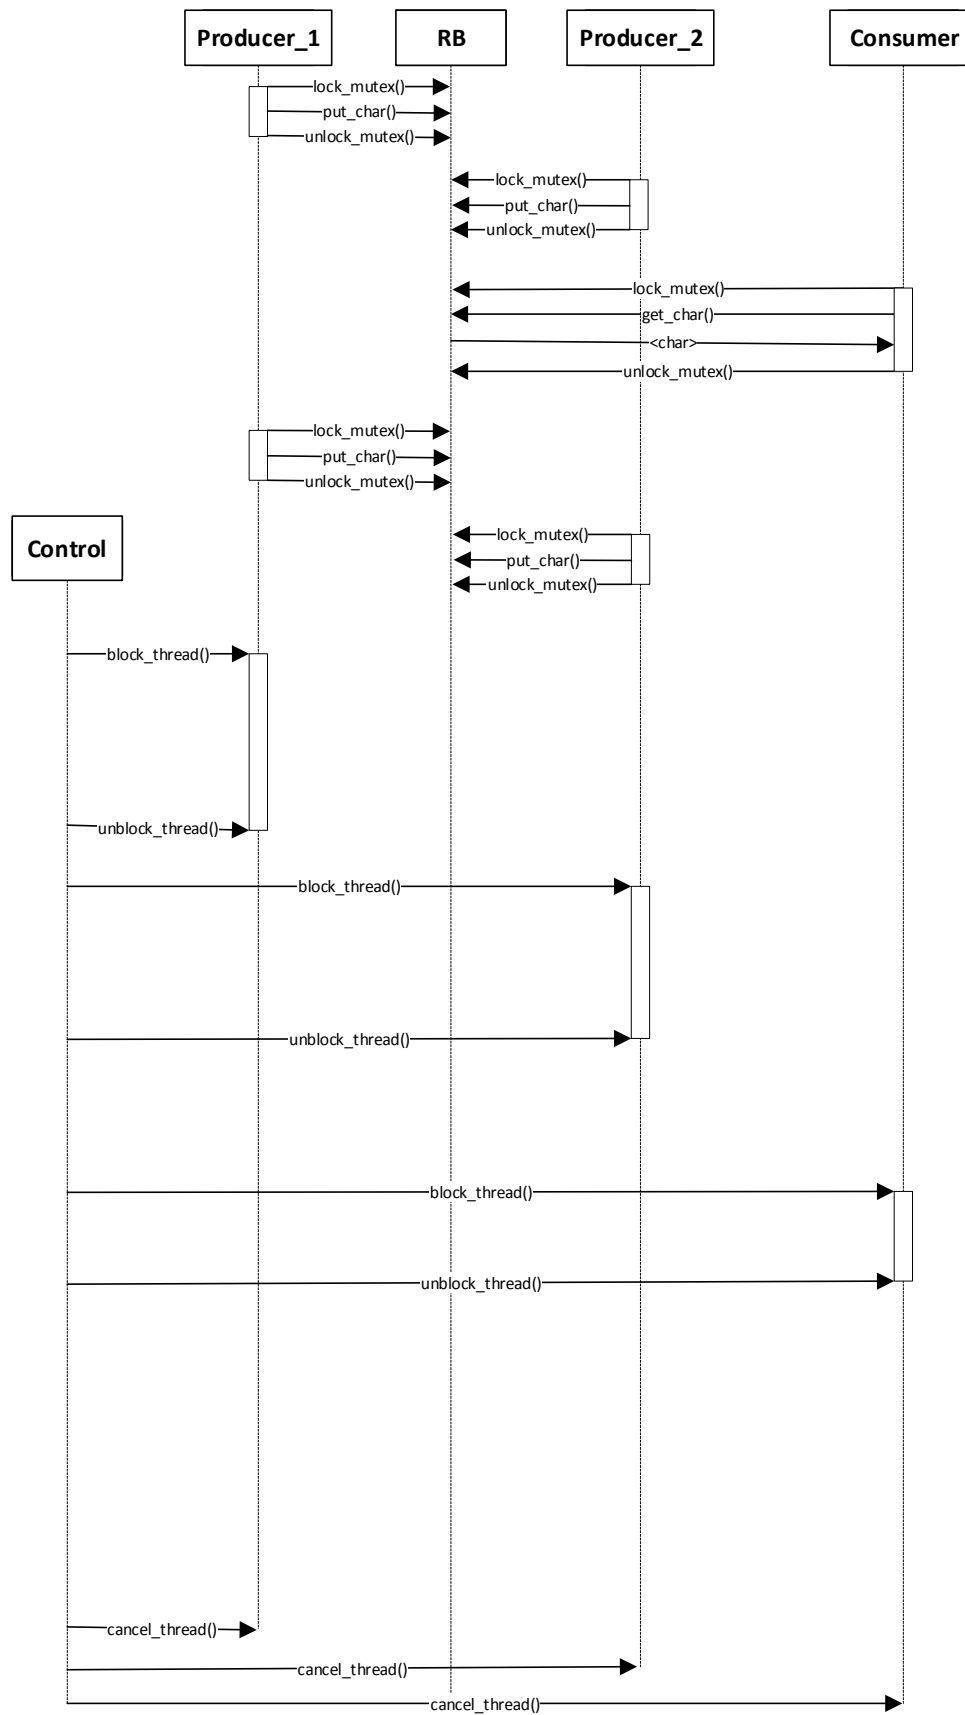 Producer_1
RB
Producer_2
Consumer
lock_mutex()
put_char()
unlock_mutex()
lock_mutex()
put_char()
unlock_mutex()
lock_mutex()
get_char()
<char>
unlock_mutex()
lock_mutex()
put_char()
unlock_mutex()
Control
lock_mutex()
put_char()
unlock_mutex()
block_thread()
unblock_thread()
block_thread()
unblock_thread()
block_thread()
unblock_thread()
cancel_thread()
cancel_thread()
cancel_thread()